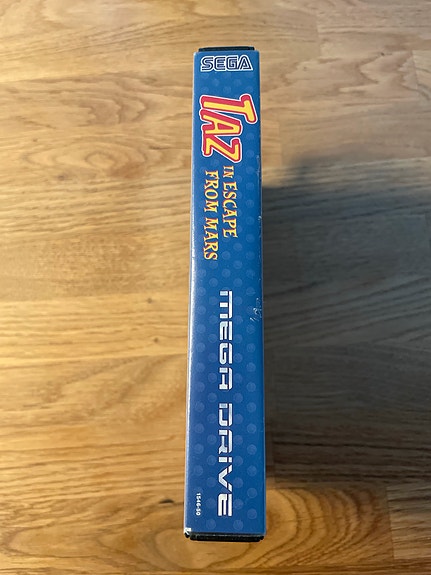 SEGA
TAZ
IN ESCAPE
FROM MARS
MEGA DRIVE
1546-50